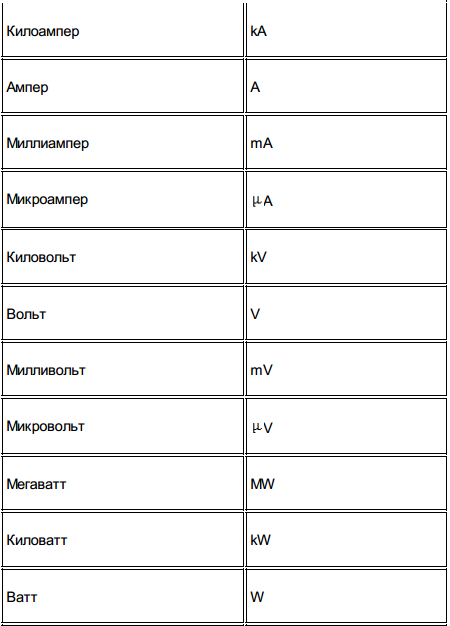 Килоампер kA
Ампер A
Миллиампер mA
Микроампер μA
Киловольт kV
Вольт V
Милливольт mV
Микровольт μV
Мегаватт MW
Киловатт kW
Ватт W